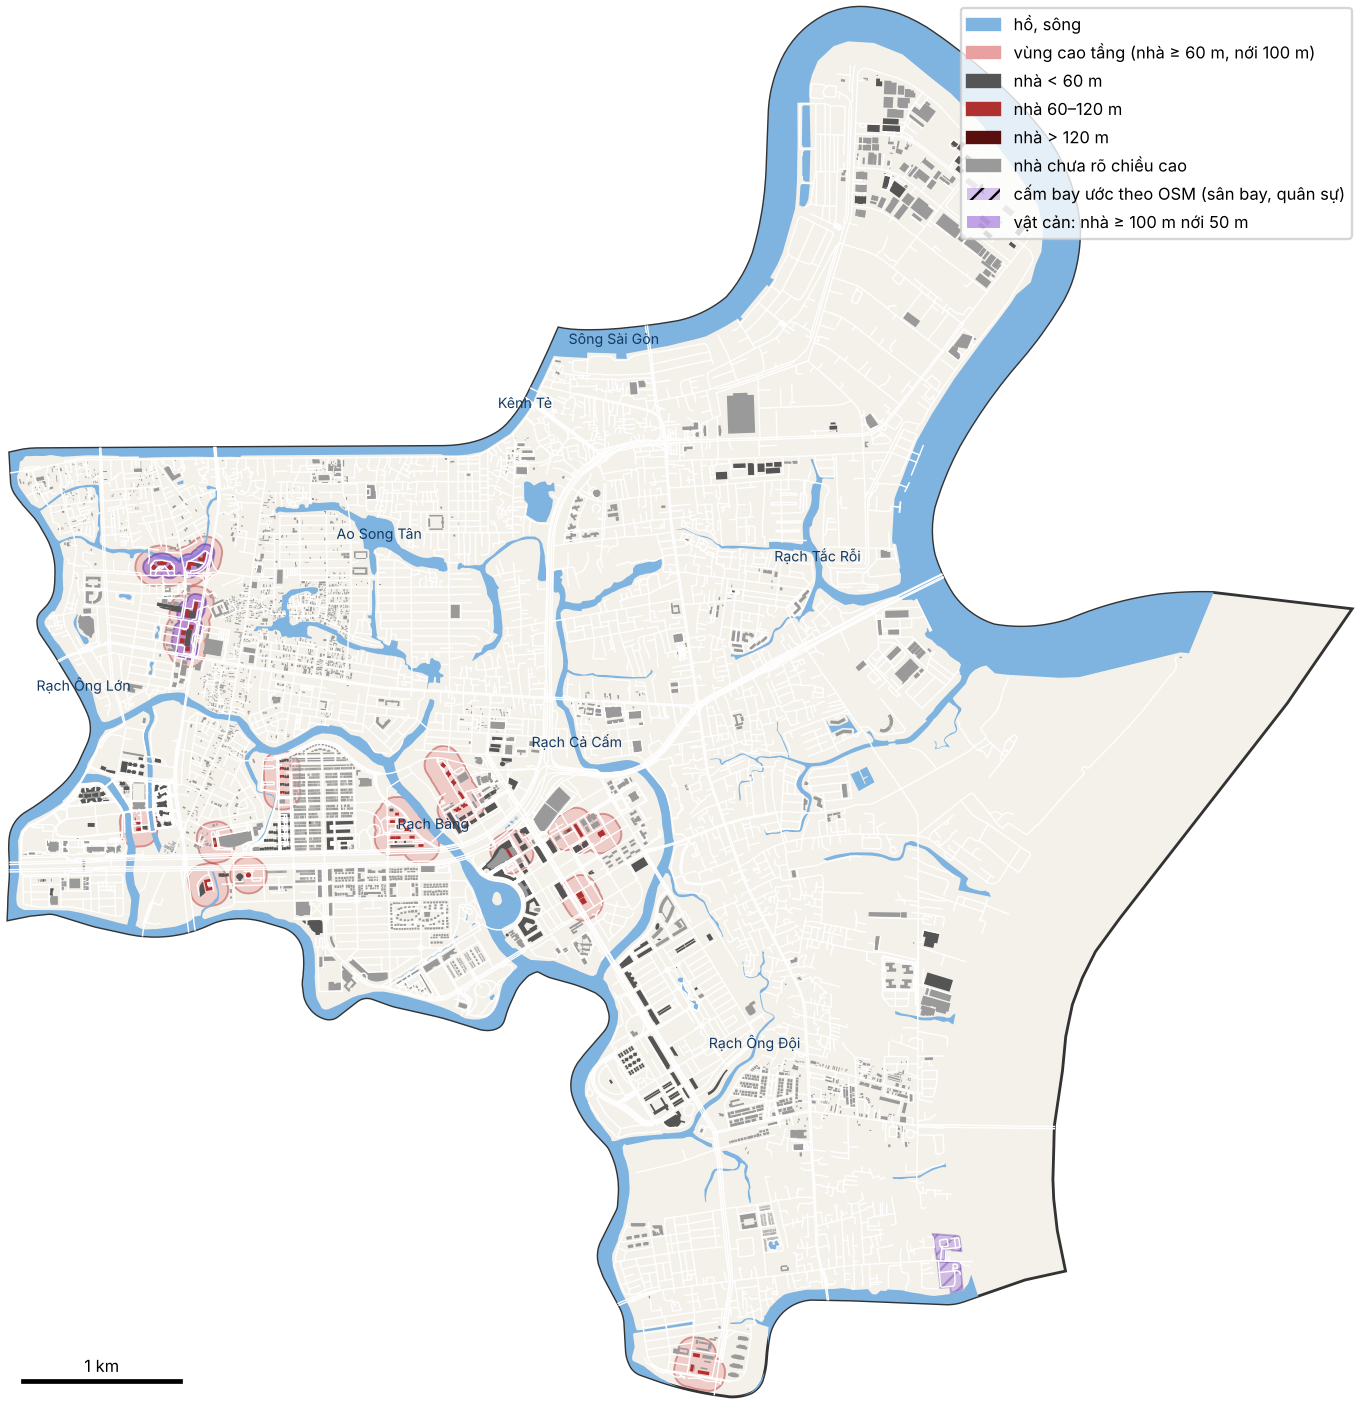 hồ, sông
vùng cao tầng (nhà ≥ 60 m, nới 100 m)
nhà < 60 m
nhà 60–120 m
nhà > 120 m
nhà chưa rõ chiều cao
cấm bay ước theo OSM (sân bay, quân sự)
vật cản: nhà ≥ 100 m nới 50 m
Sông Sài Gòn
Kênh Tẻ
Ao Song Tân
Rạch Tắc Rỗi
Rạch Ông Lớn
Rạch Cả Cấm
Rạch Bàng
Rạch Ông Đội
1 km